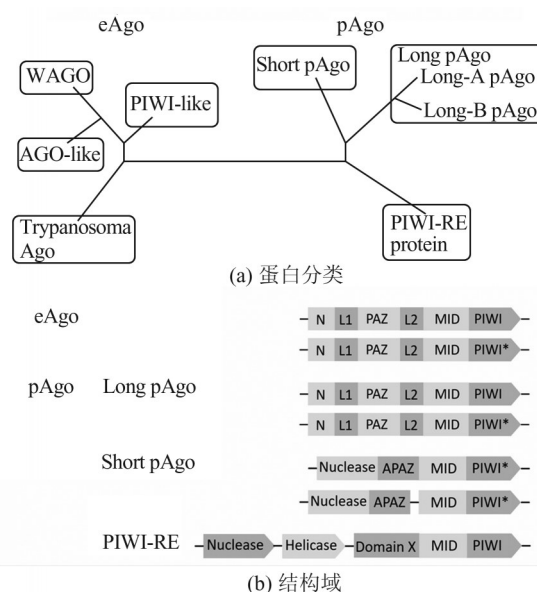 eAgo pAgo
WAGO
PIWI-like
AGO-like
Trypanosoma
Ago
Short pAgo
Long pAgo
Long-A pAgo
Long-B pAgo
PIWI-RE
protein
(a) 蛋白分类
eAgo N L1 PAZ L2 MID PIWI
N L1 PAZ L2 MID PIWI*
pAgo Long pAgo N L1 PAZ L2 MID PIWI
N L1 PAZ L2 MID PIWI*
Short pAgo Nuclease APAZ MID PIWI*
Nuclease APAZ MID PIWI*
PIWI-RE Nuclease Helicase Domain X MID PIWI
(b) 结构域